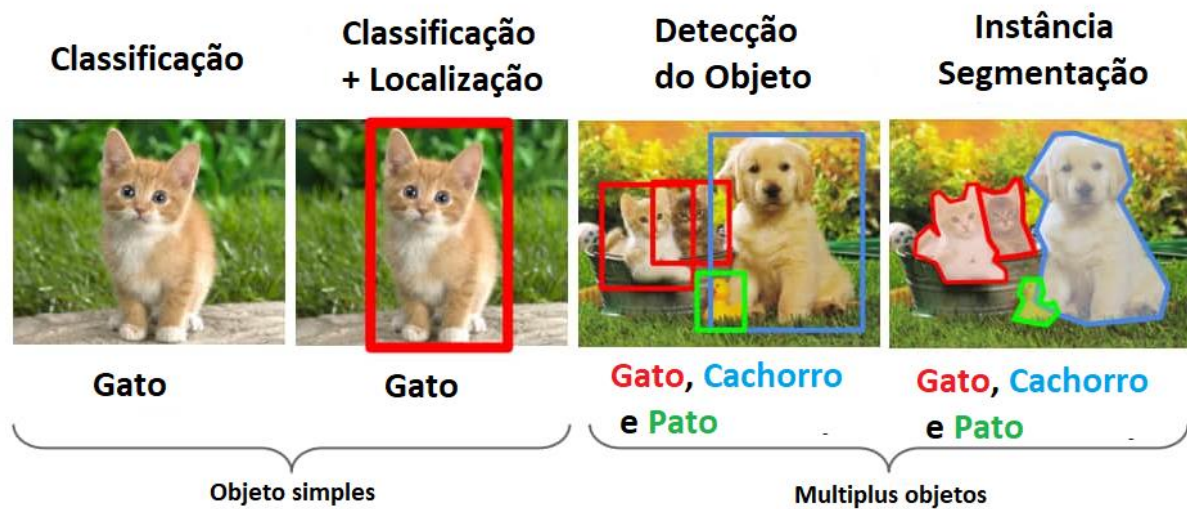 Classificação
Classificação
+ Localização
Detecção
do Objeto
Instância
Segmentação
Gato
Gato
Gato, Cachorro
e Pato
Gato, Cachorro
e Pato
Objeto simples
Multiplus objetos